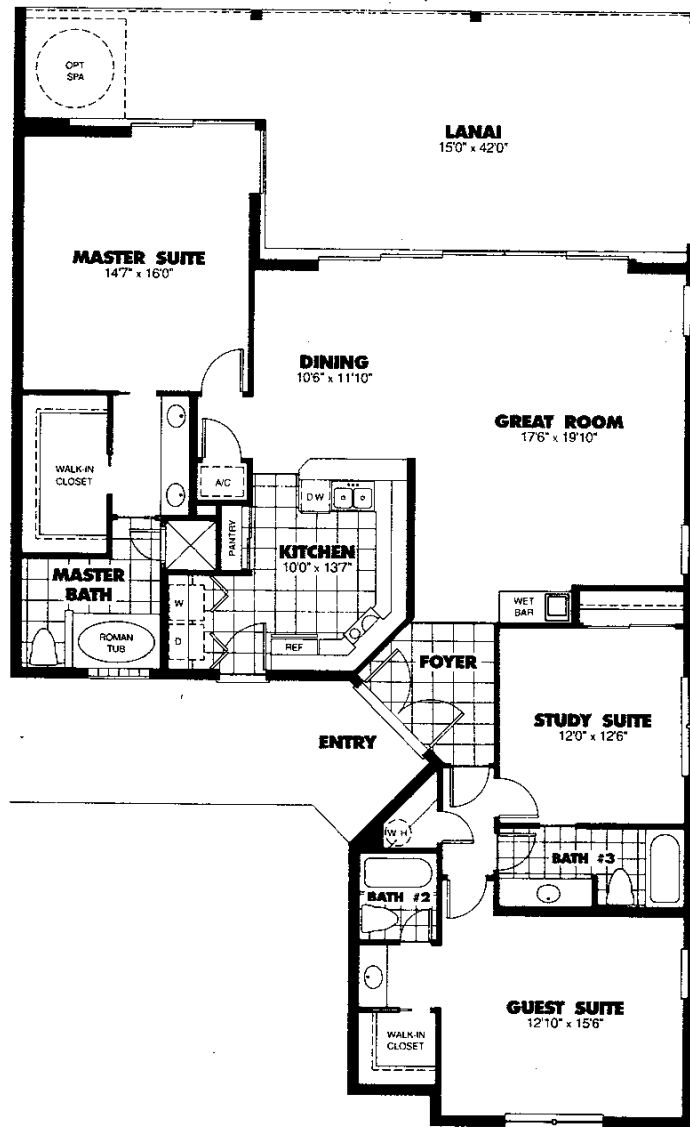 OPT
SPA
LANAI
15'0" x 42'0"
MASTER SUITE
14'7" x 16'0"
DINING
10'6" x 11'10"
GREAT ROOM
17'6" x 19'10"
WALK-IN
CLOSET
A/C
DW
PANTRY
KITCHEN
10'0" x 13'7"
MASTER
BATH
W
D
ROMAN
TUB
REF
WET
BAR
FOYER
ENTRY
STUDY SUITE
12'0" x 12'6"
W H
BATH #3
BATH #2
GUEST SUITE
12'10" x 15'6"
WALK-IN
CLOSET